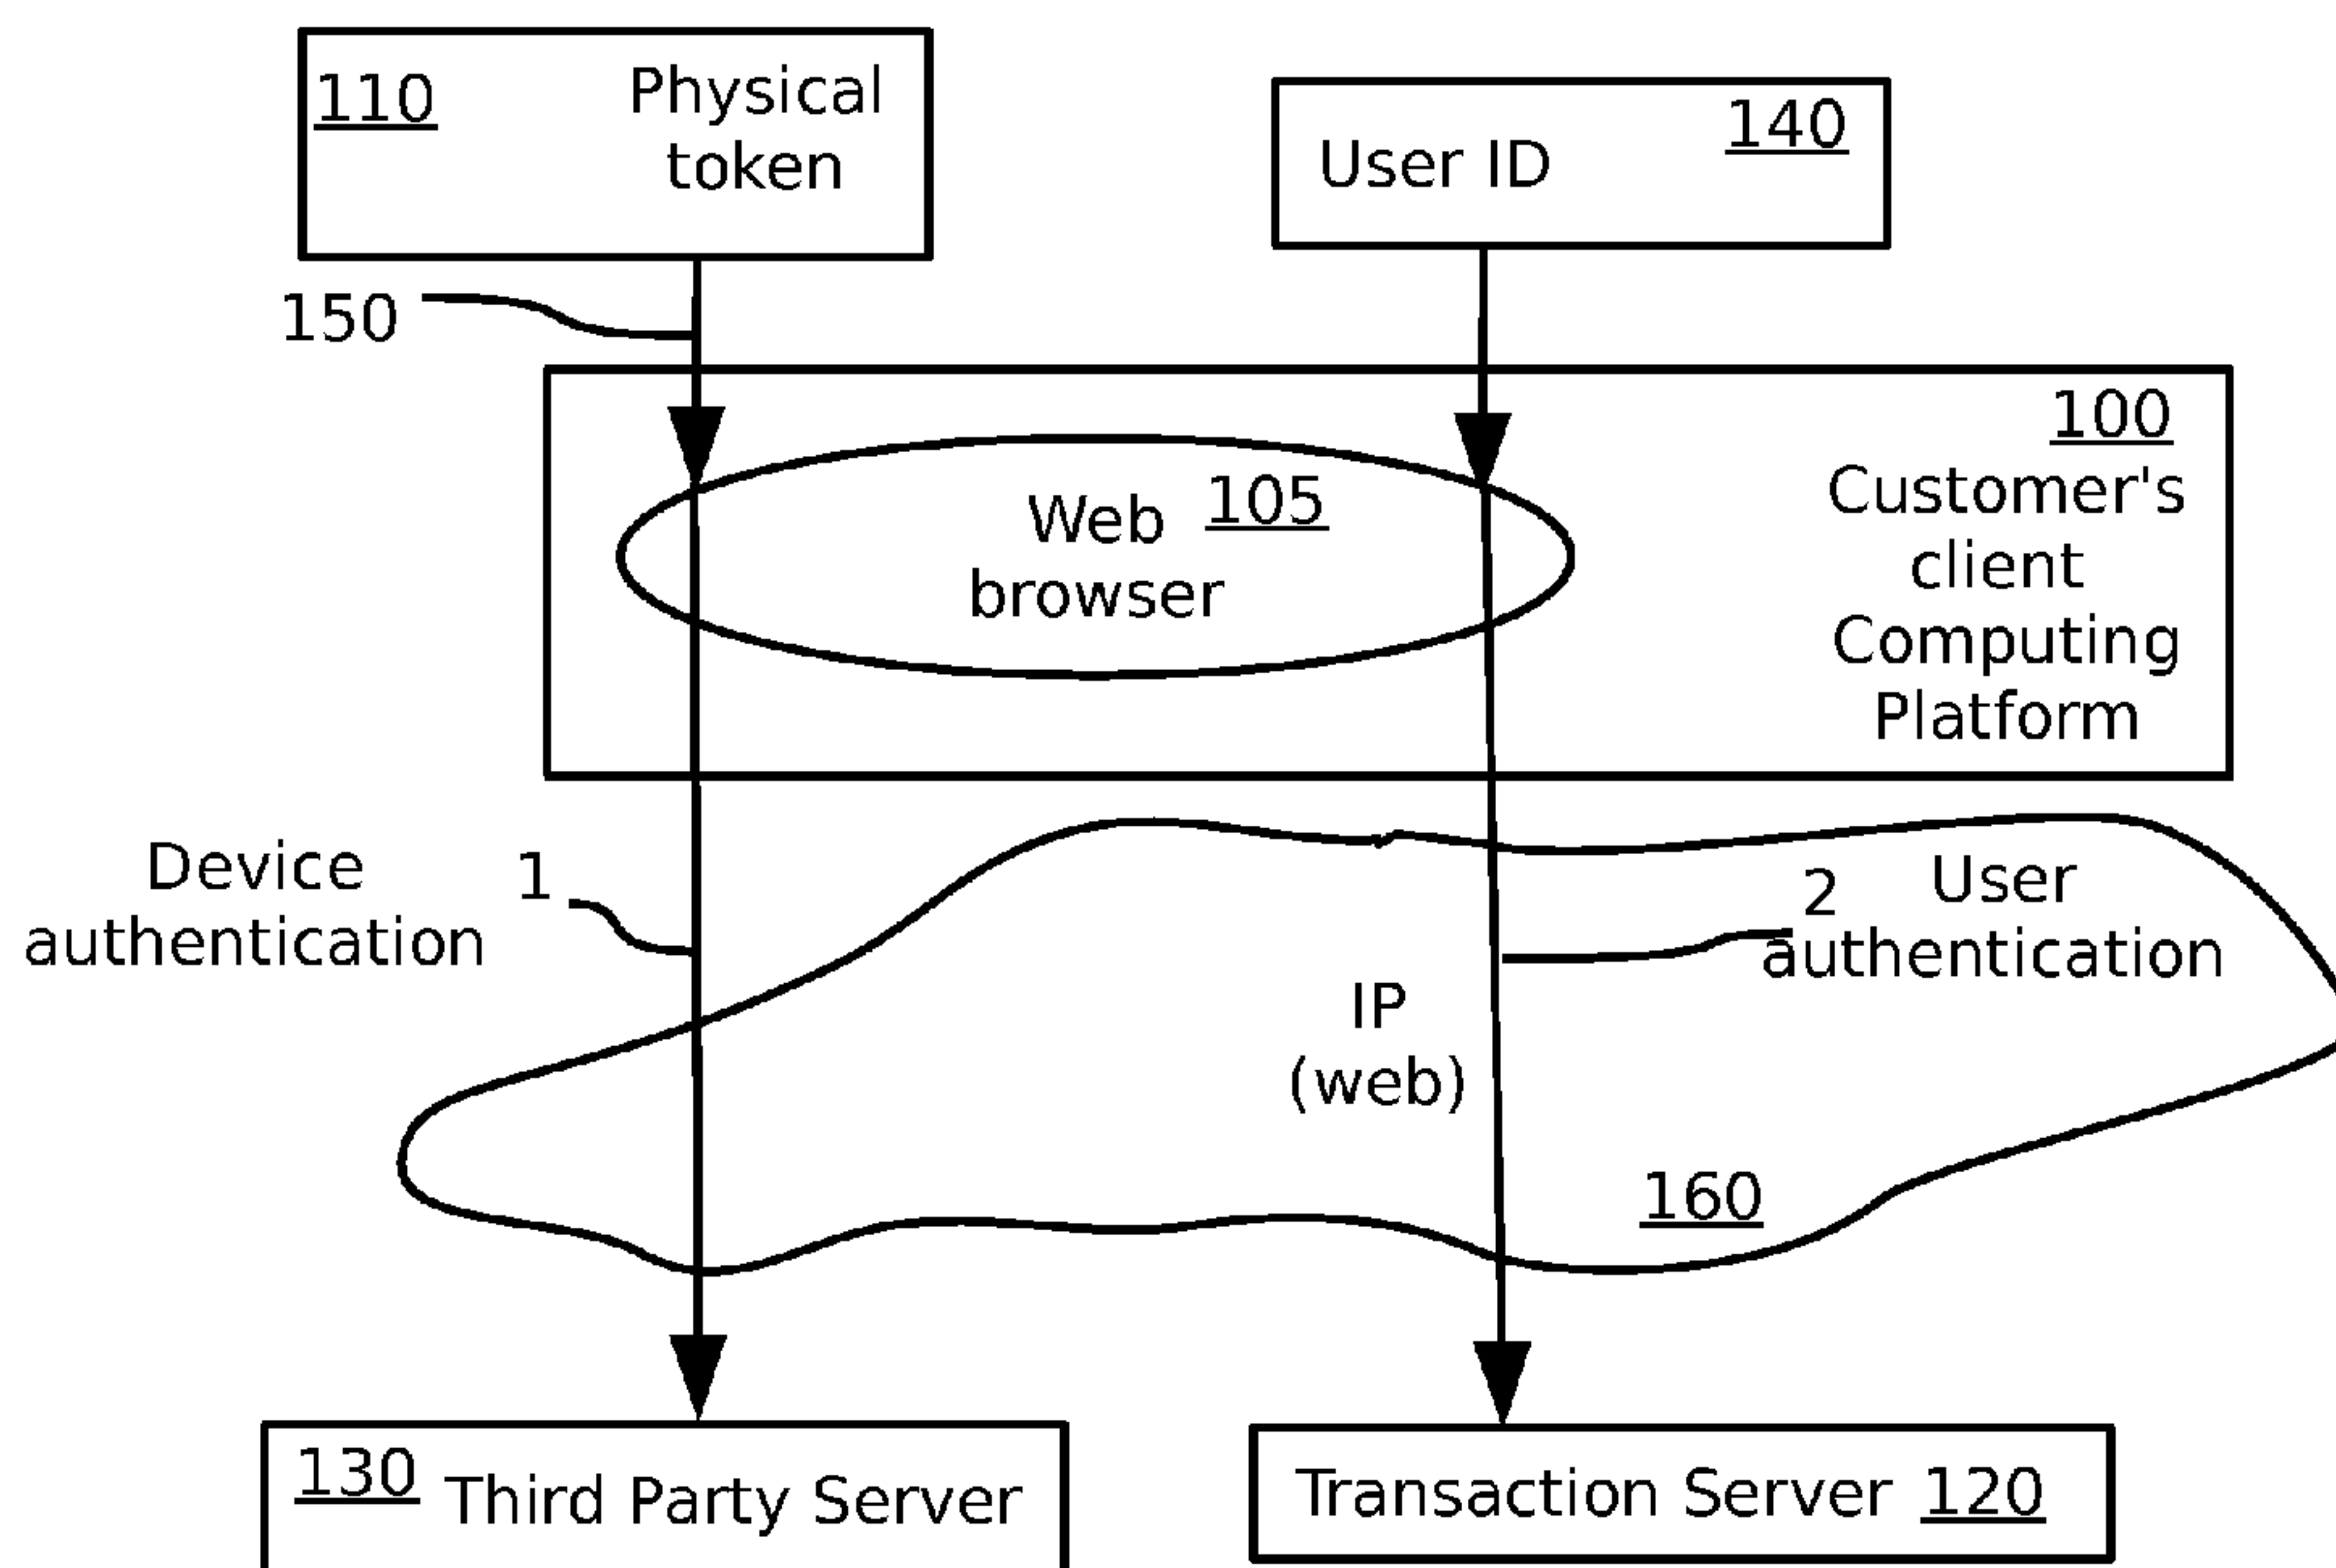 110
Physical
token
140
User ID
150
100
Customer's
client
Computing
Platform
Web 105
browser
Device
authentication
1
2
User
authentication
IP
(web)
160
130 Third Party Server
Transaction Server 120